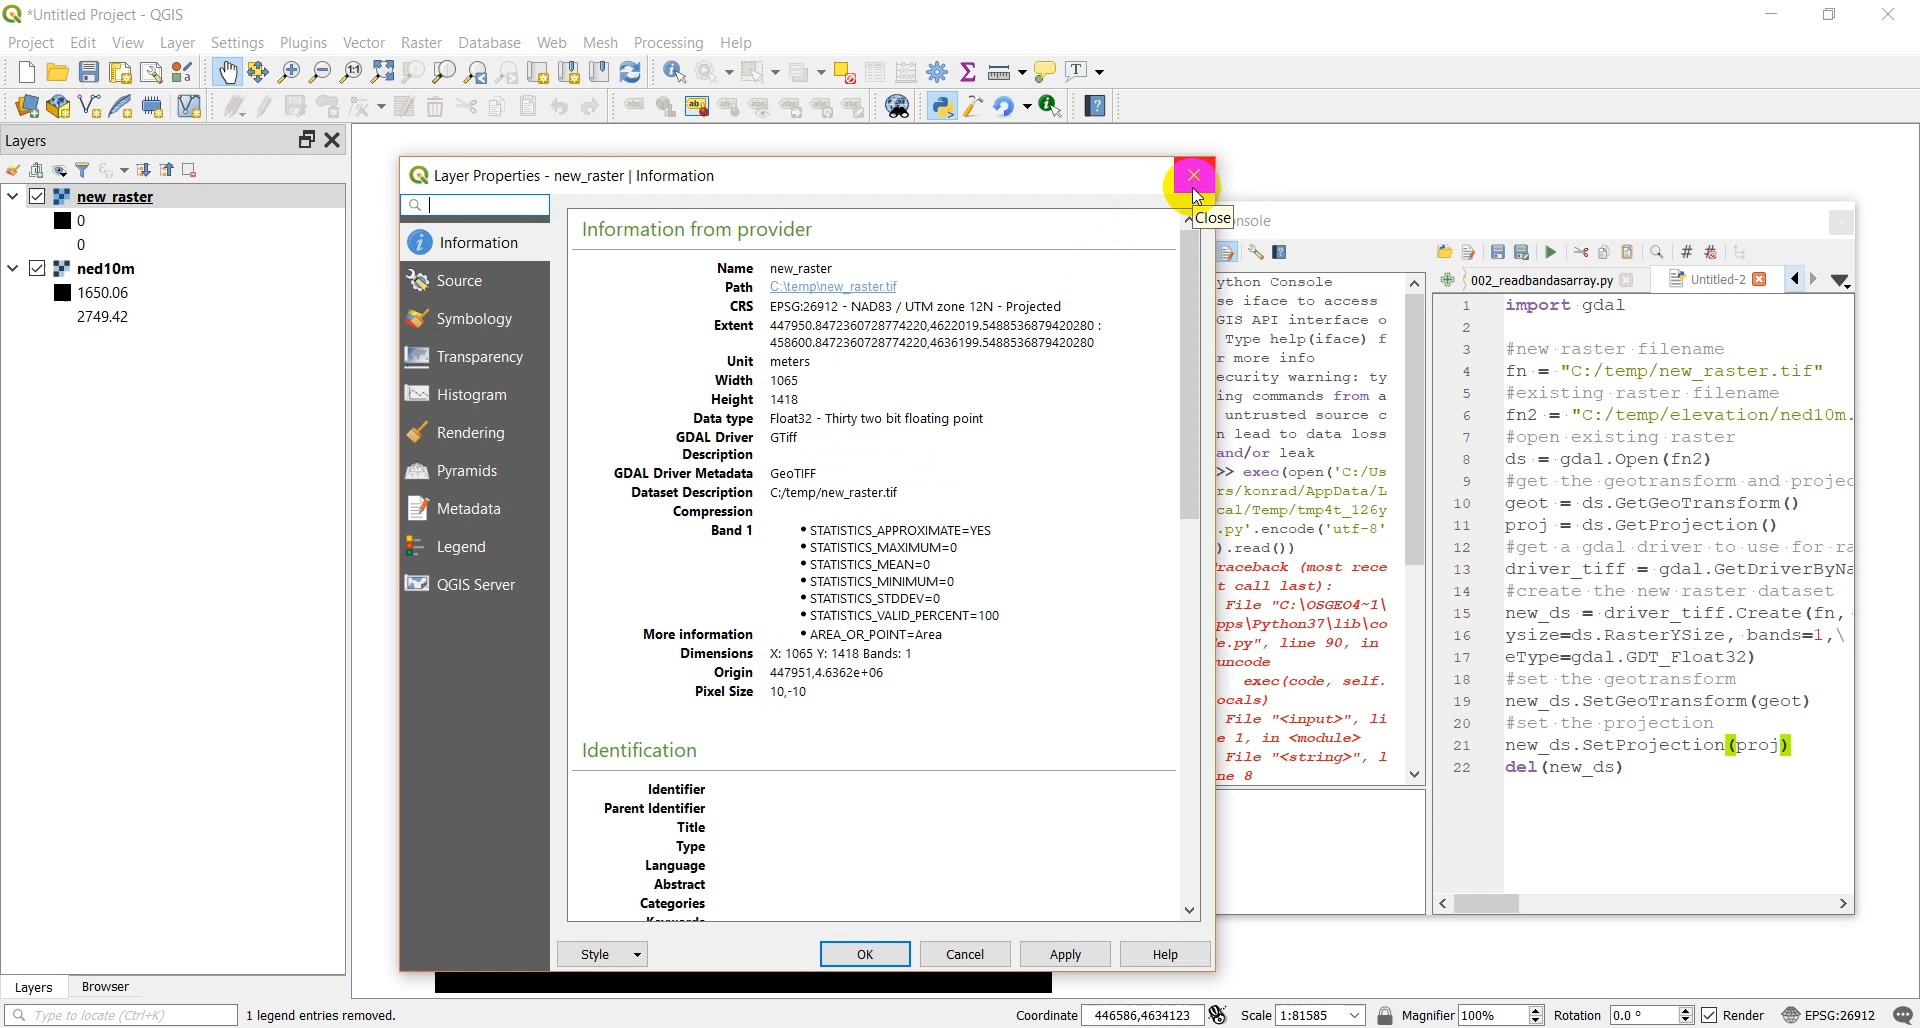 *Untitled Project - QGIS
Project Edit View Layer Settings Plugins Vector Raster Database Web Mesh Processing Help
Layers
new_raster
0
0
ned10m
1650.06
2749.42
Layers Browser
Layer Properties - new_raster | Information
Close
Information
Source
Symbology
Transparency
Histogram
Rendering
Pyramids
Metadata
Legend
QGIS Server
Information from provider
Name new_raster
Path C:\temp\new_raster.tif
CRS EPSG:26912 - NAD83 / UTM zone 12N - Projected
Extent 447950.8472360728774220,4622019.5488536879420280 :
458600.8472360728774220,4636199.5488536879420280
Unit meters
Width 1065
Height 1418
Data type Float32 - Thirty two bit floating point
GDAL Driver GTiff
Description
GDAL Driver Metadata GeoTIFF
Dataset Description C:/temp/new_raster.tif
Compression
Band 1 • STATISTICS_APPROXIMATE=YES
• STATISTICS_MAXIMUM=0
• STATISTICS_MEAN=0
• STATISTICS_MINIMUM=0
• STATISTICS_STDDEV=0
• STATISTICS_VALID_PERCENT=100
More information • AREA_OR_POINT=Area
Dimensions X: 1065 Y: 1418 Bands: 1
Origin 447951,4.6362e+06
Pixel Size 10,-10
Identification
Identifier
Parent Identifier
Title
Type
Language
Abstract
Categories
Style OK Cancel Apply Help
onsole
ython Console
se iface to access
GIS API interface o
Type help(iface) f
r more info
ecurity warning: ty
ing commands from a
untrusted source c
n lead to data loss
and/or leak
>> exec(open('C:/Us
rs/konrad/AppData/L
cal/Temp/tmp4t_126y
.py'.encode('utf-8'
).read())
raceback (most rece
t call last):
File "C:\OSGEO4~1\
pps\Python37\lib\co
e.py", line 90, in
uncode
exec(code, self.
ocals)
File "<input>", li
e 1, in <module>
File "<string>", l
ne 8
002_readbandasarray.py Untitled-2
1 import gdal
2
3 #new raster filename
4 fn = "C:/temp/new_raster.tif"
5 #existing raster filename
6 fn2 = "C:/temp/elevation/ned10m.
7 #open existing raster
8 ds = gdal.Open(fn2)
9 #get the geotransform and projec
10 geot = ds.GetGeoTransform()
11 proj = ds.GetProjection()
12 #get a gdal driver to use for ra
13 driver_tiff = gdal.GetDriverByNa
14 #create the new raster dataset
15 new_ds = driver_tiff.Create(fn,
16 ysize=ds.RasterYSize, bands=1,\
17 eType=gdal.GDT_Float32)
18 #set the geotransform
19 new_ds.SetGeoTransform(geot)
20 #set the projection
21 new_ds.SetProjection(proj)
22 del(new_ds)
Type to locate (Ctrl+K) 1 legend entries removed. Coordinate 446586,4634123 Scale 1:81585 Magnifier 100% Rotation 0.0 ° Render EPSG:26912